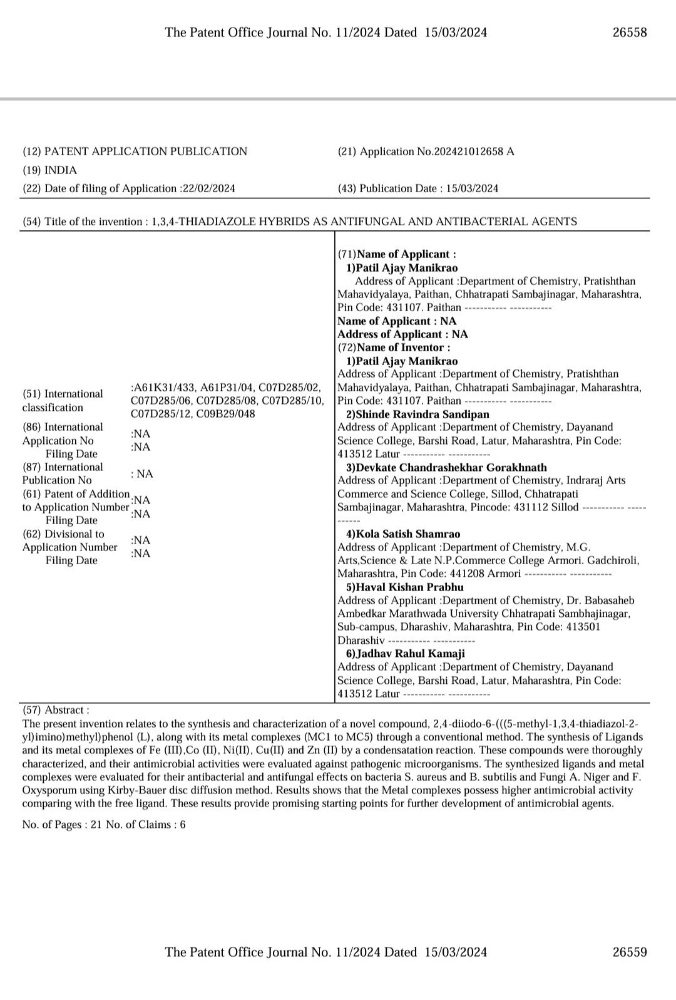 The Patent Office Journal No. 11/2024 Dated 15/03/2024 26558
(12) PATENT APPLICATION PUBLICATION (21) Application No.202421012658 A
(19) INDIA
(22) Date of filing of Application :22/02/2024 (43) Publication Date : 15/03/2024
(54) Title of the invention : 1,3,4-THIADIAZOLE HYBRIDS AS ANTIFUNGAL AND ANTIBACTERIAL AGENTS
(51) International
classification
:A61K31/433, A61P31/04, C07D285/02,
C07D285/06, C07D285/08, C07D285/10,
C07D285/12, C09B29/048
(86) International
Application No
Filing Date
:NA
:NA
(87) International
Publication No
: NA
(61) Patent of Addition
to Application Number
Filing Date
:NA
:NA
(62) Divisional to
Application Number
Filing Date
:NA
:NA
(71)Name of Applicant :
1)Patil Ajay Manikrao
Address of Applicant :Department of Chemistry, Pratishthan
Mahavidyalaya, Paithan, Chhatrapati Sambajinagar, Maharashtra,
Pin Code: 431107. Paithan ----------- -----------
Name of Applicant : NA
Address of Applicant : NA
(72)Name of Inventor :
1)Patil Ajay Manikrao
Address of Applicant :Department of Chemistry, Pratishthan
Mahavidyalaya, Paithan, Chhatrapati Sambajinagar, Maharashtra,
Pin Code: 431107. Paithan ----------- -----------
2)Shinde Ravindra Sandipan
Address of Applicant :Department of Chemistry, Dayanand
Science College, Barshi Road, Latur, Maharashtra, Pin Code:
413512 Latur ----------- -----------
3)Devkate Chandrashekhar Gorakhnath
Address of Applicant :Department of Chemistry, Indraraj Arts
Commerce and Science College, Sillod, Chhatrapati
Sambajinagar, Maharashtra, Pincode: 431112 Sillod ----------- -----
------
4)Kola Satish Shamrao
Address of Applicant :Department of Chemistry, M.G.
Arts,Science & Late N.P.Commerce College Armori. Gadchiroli,
Maharashtra, Pin Code: 441208 Armori ----------- -----------
5)Haval Kishan Prabhu
Address of Applicant :Department of Chemistry, Dr. Babasaheb
Ambedkar Marathwada University Chhatrapati Sambhajinagar,
Sub-campus, Dharashiv, Maharashtra, Pin Code: 413501
Dharashiv ----------- -----------
6)Jadhav Rahul Kamaji
Address of Applicant :Department of Chemistry, Dayanand
Science College, Barshi Road, Latur, Maharashtra, Pin Code:
413512 Latur ----------- -----------
(57) Abstract :
The present invention relates to the synthesis and characterization of a novel compound, 2,4-diiodo-6-(((5-methyl-1,3,4-thiadiazol-2-
yl)imino)methyl)phenol (L), along with its metal complexes (MC1 to MC5) through a conventional method. The synthesis of Ligands
and its metal complexes of Fe (III),Co (II), Ni(II), Cu(II) and Zn (II) by a condensatation reaction. These compounds were thoroughly
characterized, and their antimicrobial activities were evaluated against pathogenic microorganisms. The synthesized ligands and metal
complexes were evaluated for their antibacterial and antifungal effects on bacteria S. aureus and B. subtilis and Fungi A. Niger and F.
Oxysporum using Kirby-Bauer disc diffusion method. Results shows that the Metal complexes possess higher antimicrobial activity
comparing with the free ligand. These results provide promising starting points for further development of antimicrobial agents.
No. of Pages : 21 No. of Claims : 6
The Patent Office Journal No. 11/2024 Dated 15/03/2024 26559